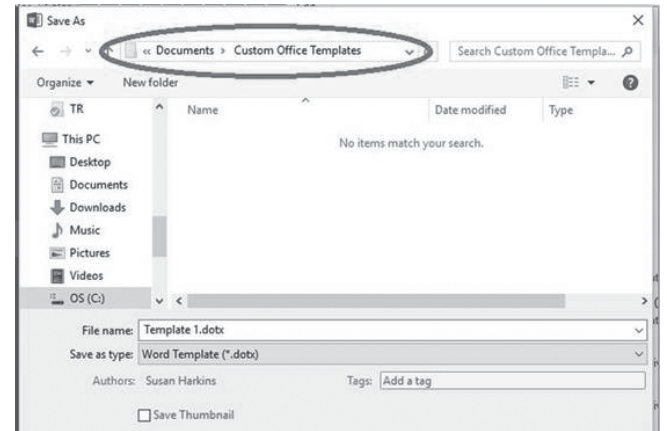 Save As
« Documents › Custom Office Templates
Search Custom Office Templa...
Organize
New folder
Name
Date modified
Type
No items match your search.
TR
This PC
Desktop
Documents
Downloads
Music
Pictures
Videos
OS (C:)
File name: Template 1.dotx
Save as type: Word Template (*.dotx)
Authors: Susan Harkins
Tags: Add a tag
Save Thumbnail